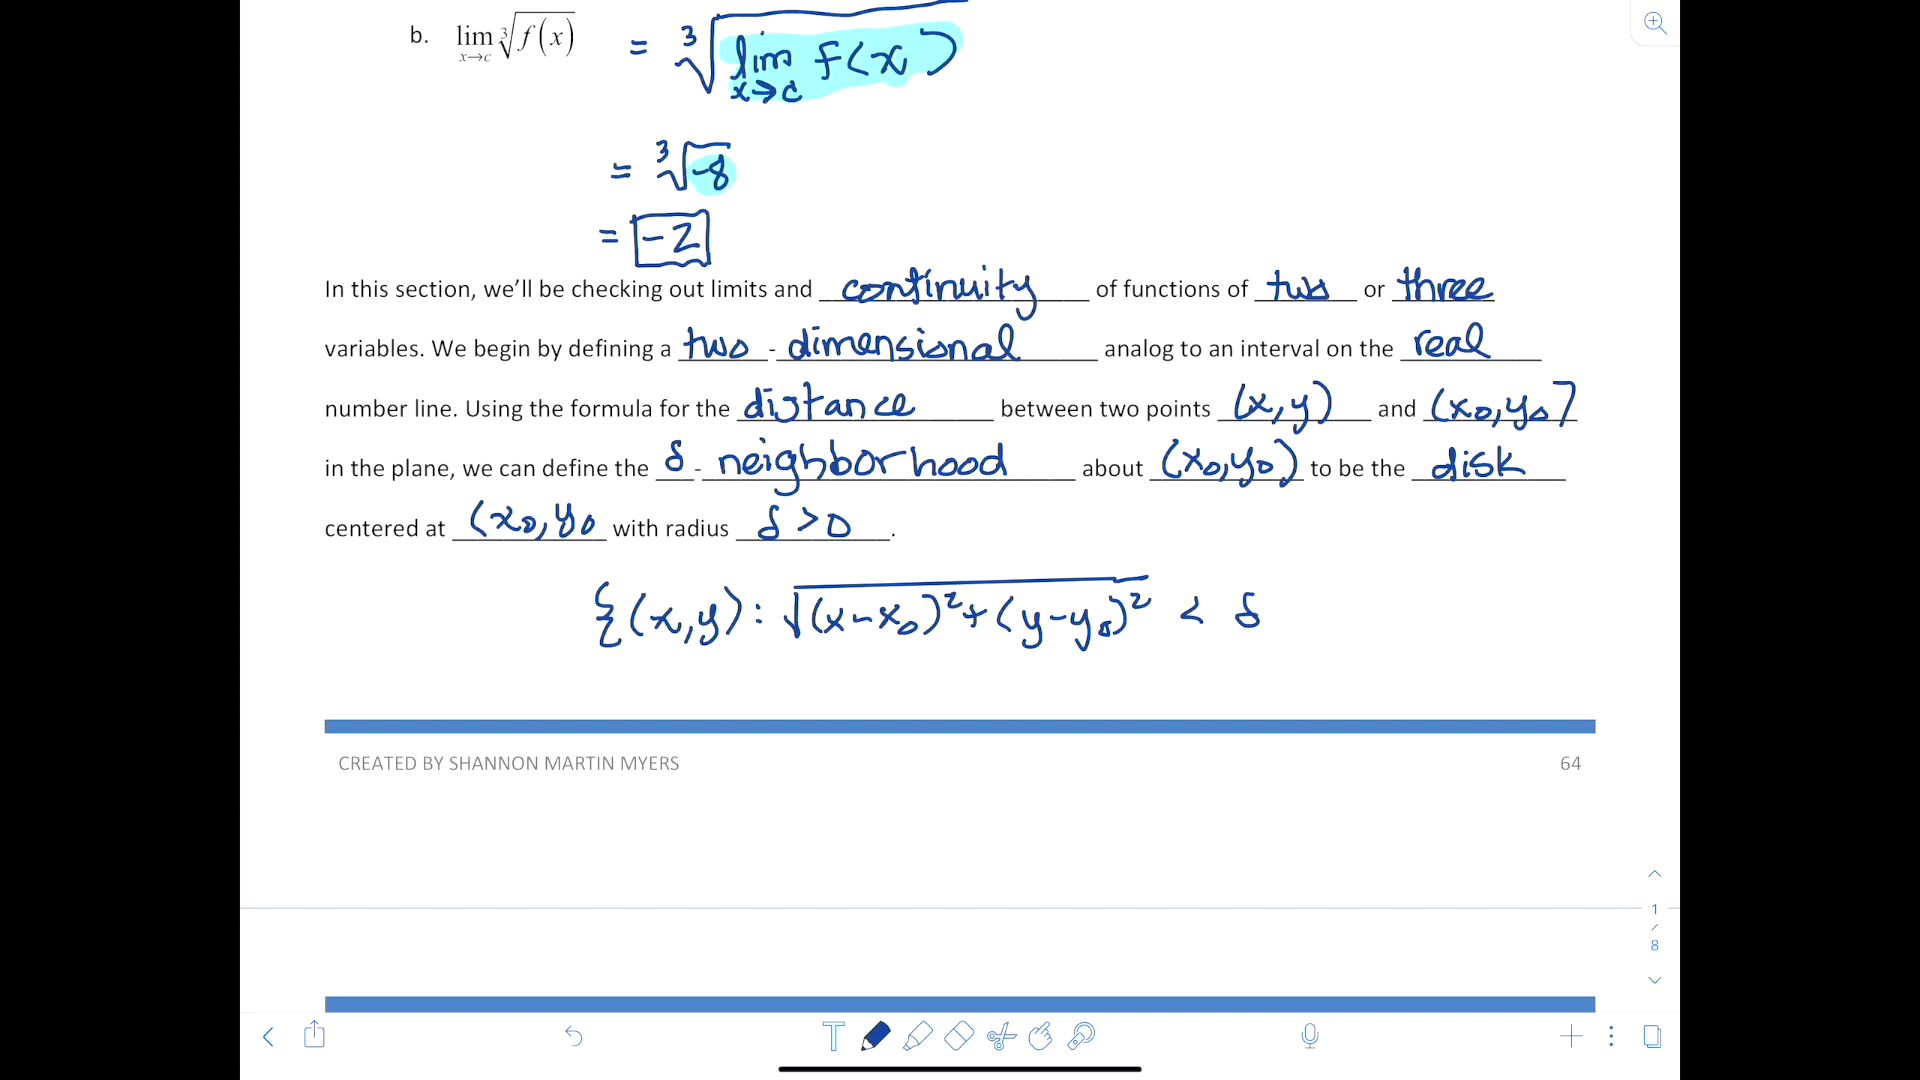 b. lim x→c ∛f(x) = ∛lim x→c f(x)
= ∛-8
= -2
In this section, we'll be checking out limits and continuity of functions of two or three
variables. We begin by defining a two - dimensional analog to an interval on the real
number line. Using the formula for the distance between two points (x,y) and (x₀,y₀)
in the plane, we can define the δ - neighborhood about (x₀,y₀) to be the disk
centered at (x₀,y₀ with radius δ>0.
{(x,y): √(x-x₀)²+(y-y₀)² < δ
CREATED BY SHANNON MARTIN MYERS 64
1
/
8
T